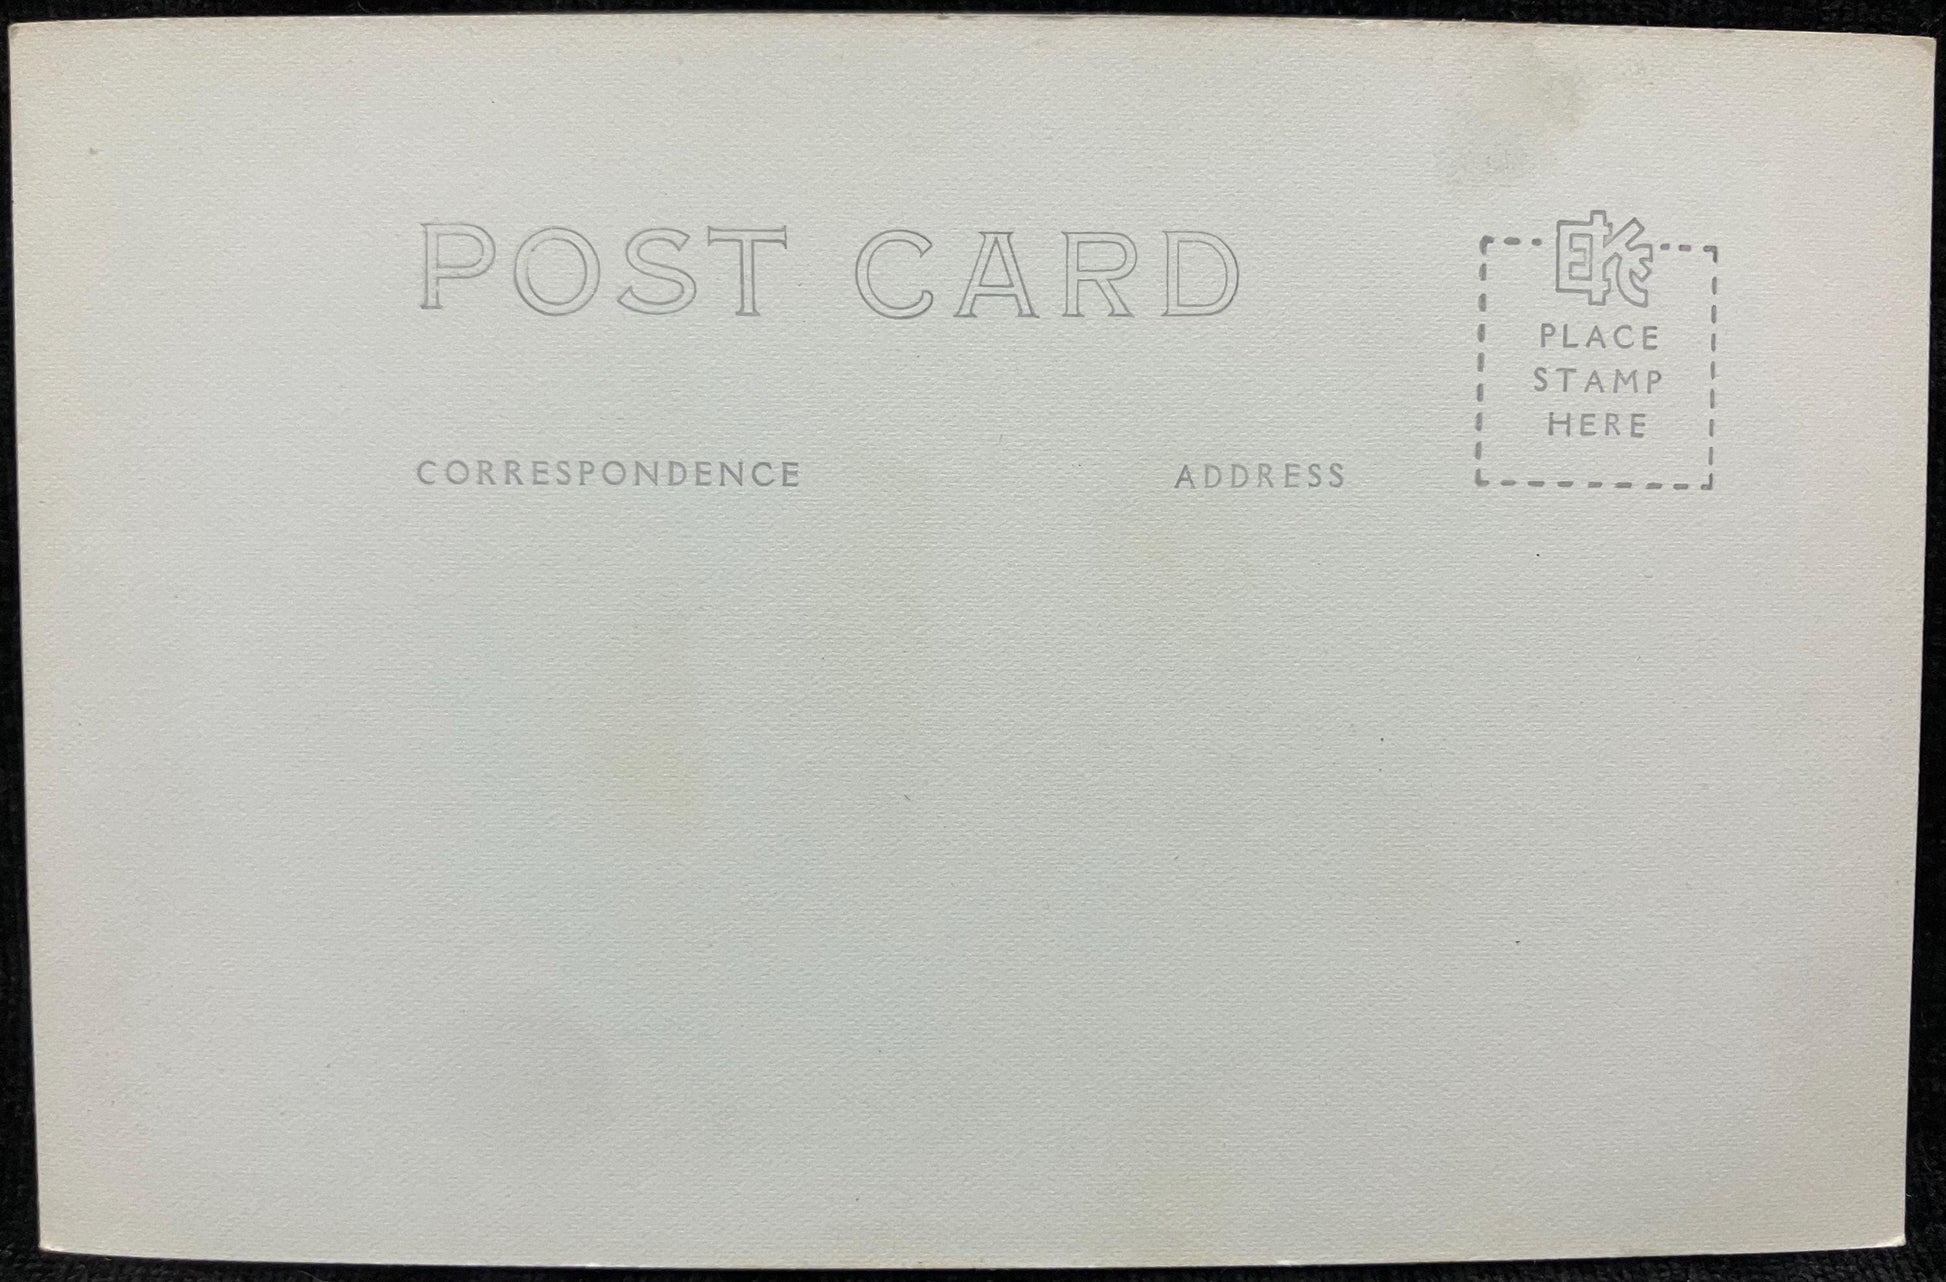 POST CARD
EKC
PLACE
STAMP
HERE
CORRESPONDENCE
ADDRESS